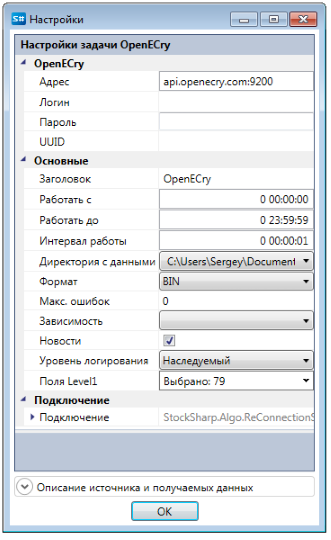 S# Настройки
Настройки задачи OpenECry
OpenECry
Адрес api.openecry.com:9200
Логин
Пароль
UUID
Основные
Заголовок OpenECry
Работать с 0 00:00:00
Работать до 0 23:59:59
Интервал работы 0 00:00:01
Директория с данными C:\Users\Sergey\Document
Формат BIN
Макс. ошибок 0
Зависимость
Новости
Уровень логирования Наследуемый
Поля Level1 Выбрано: 79
Подключение
Подключение StockSharp.Algo.ReConnectionS
Описание источника и получаемых данных
OK